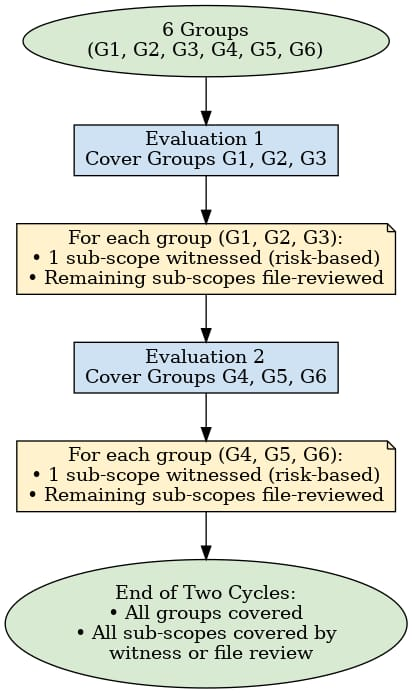 6 Groups
(G1, G2, G3, G4, G5, G6)
Evaluation 1
Cover Groups G1, G2, G3
For each group (G1, G2, G3):
• 1 sub-scope witnessed (risk-based)
• Remaining sub-scopes file-reviewed
Evaluation 2
Cover Groups G4, G5, G6
For each group (G4, G5, G6):
• 1 sub-scope witnessed (risk-based)
• Remaining sub-scopes file-reviewed
End of Two Cycles:
• All groups covered
• All sub-scopes covered by
witness or file review